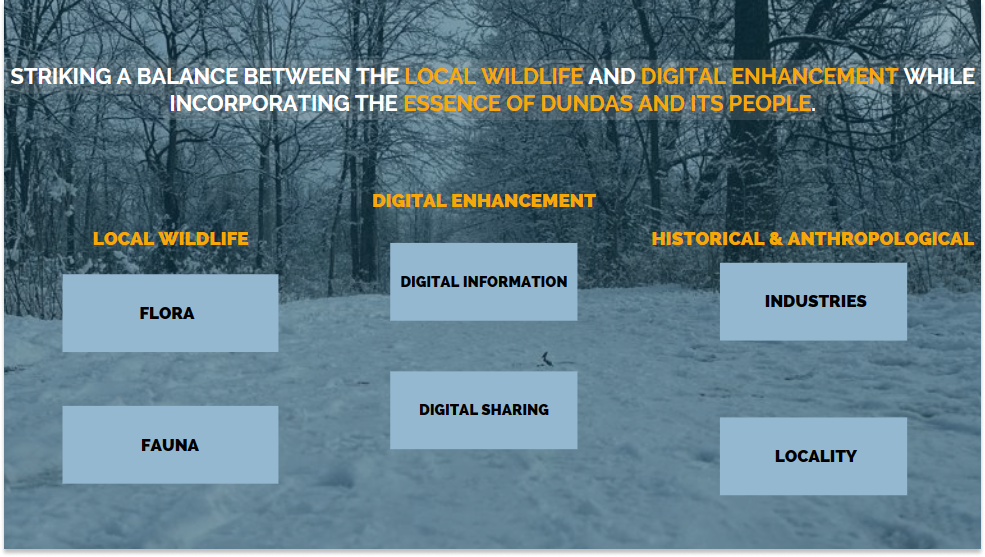 STRIKING A BALANCE BETWEEN THE LOCAL WILDLIFE AND DIGITAL ENHANCEMENT WHILE
INCORPORATING THE ESSENCE OF DUNDAS AND ITS PEOPLE.
LOCAL WILDLIFE
FLORA
FAUNA
DIGITAL ENHANCEMENT
DIGITAL INFORMATION
DIGITAL SHARING
HISTORICAL & ANTHROPOLOGICAL
INDUSTRIES
LOCALITY